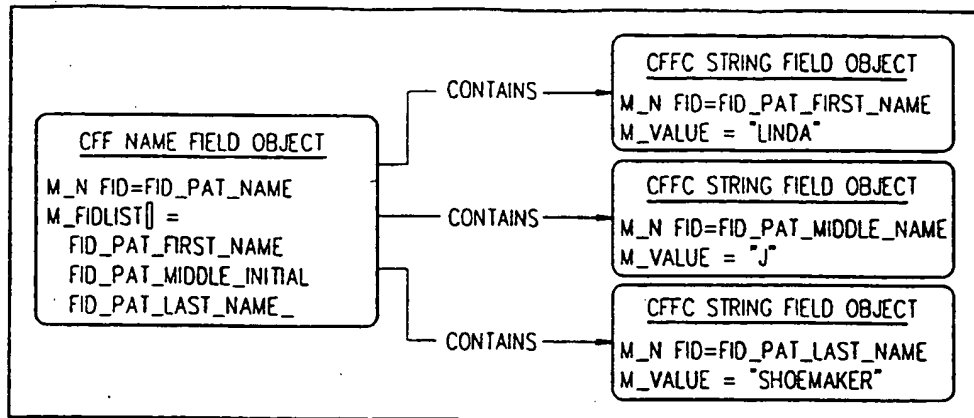 CFF NAME FIELD OBJECT
M_N FID=FID_PAT_NAME
M_FIDLIST[] =
FID_PAT_FIRST_NAME
FID_PAT_MIDDLE_INITIAL
FID_PAT_LAST_NAME_
CONTAINS
CFFC STRING FIELD OBJECT
M_N FID=FID_PAT_FIRST_NAME
M_VALUE = "LINDA"
CONTAINS
CFFC STRING FIELD OBJECT
M_N FID=FID_PAT_MIDDLE_NAME
M_VALUE = "J"
CONTAINS
CFFC STRING FIELD OBJECT
M_N FID=FID_PAT_LAST_NAME
M_VALUE = "SHOEMAKER"